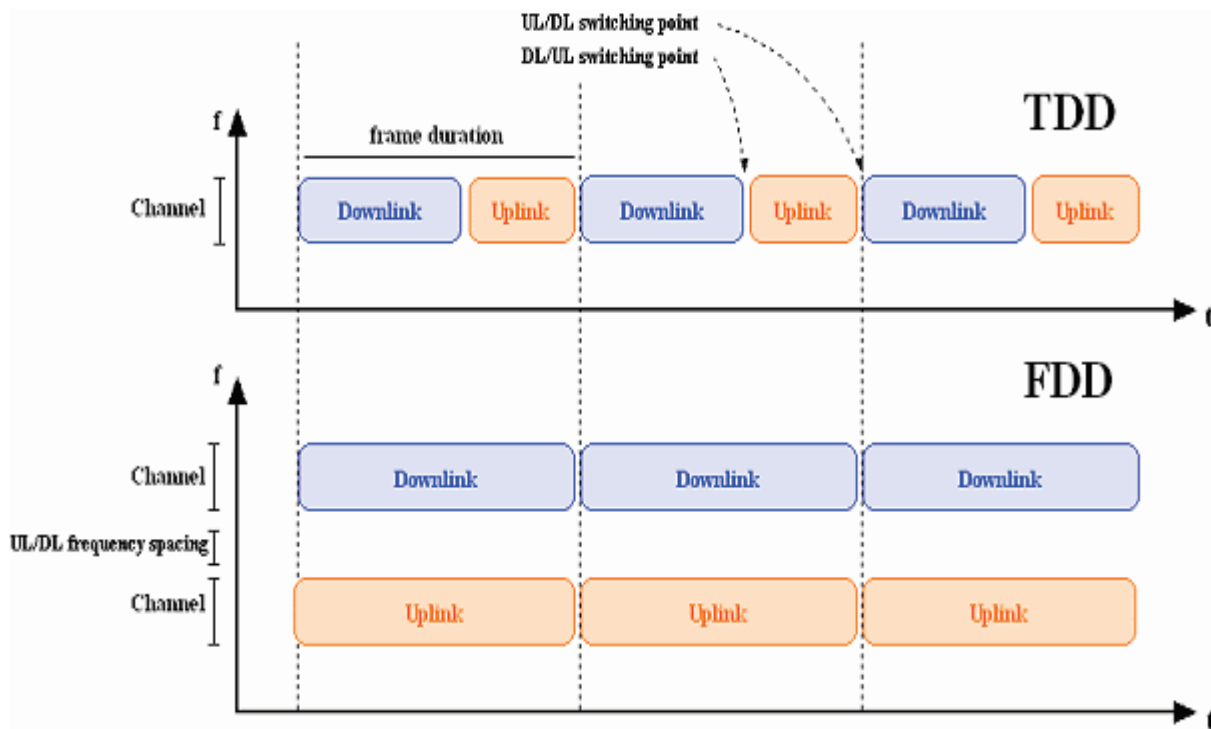 UL/DL switching point
DL/UL switching point
TDD
f
frame duration
Channel
Downlink
Uplink
Downlink
Uplink
Downlink
Uplink
FDD
f
Channel
Downlink
Downlink
Downlink
UL/DL frequency spacing
Channel
Uplink
Uplink
Uplink